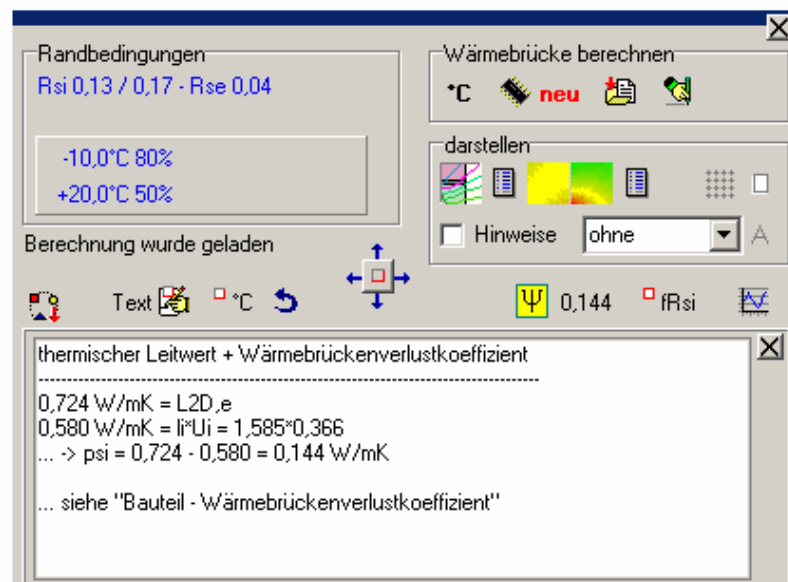 Randbedingungen
Rsi 0,13 / 0,17 - Rse 0,04
-10,0°C 80%
+20,0°C 50%
Berechnung wurde geladen
Wärmebrücke berechnen
°C neu
darstellen
Hinweise ohne A
Text °C Ψ 0,144 fRsi
thermischer Leitwert + Wärmebrückenverlustkoeffizient
--------------------------------------------------------------------------------
0,724 W/mK = L2D,e
0,580 W/mK = li*Ui = 1,585*0,366
... -> psi = 0,724 - 0,580 = 0,144 W/mK
... siehe "Bauteil - Wärmebrückenverlustkoeffizient"